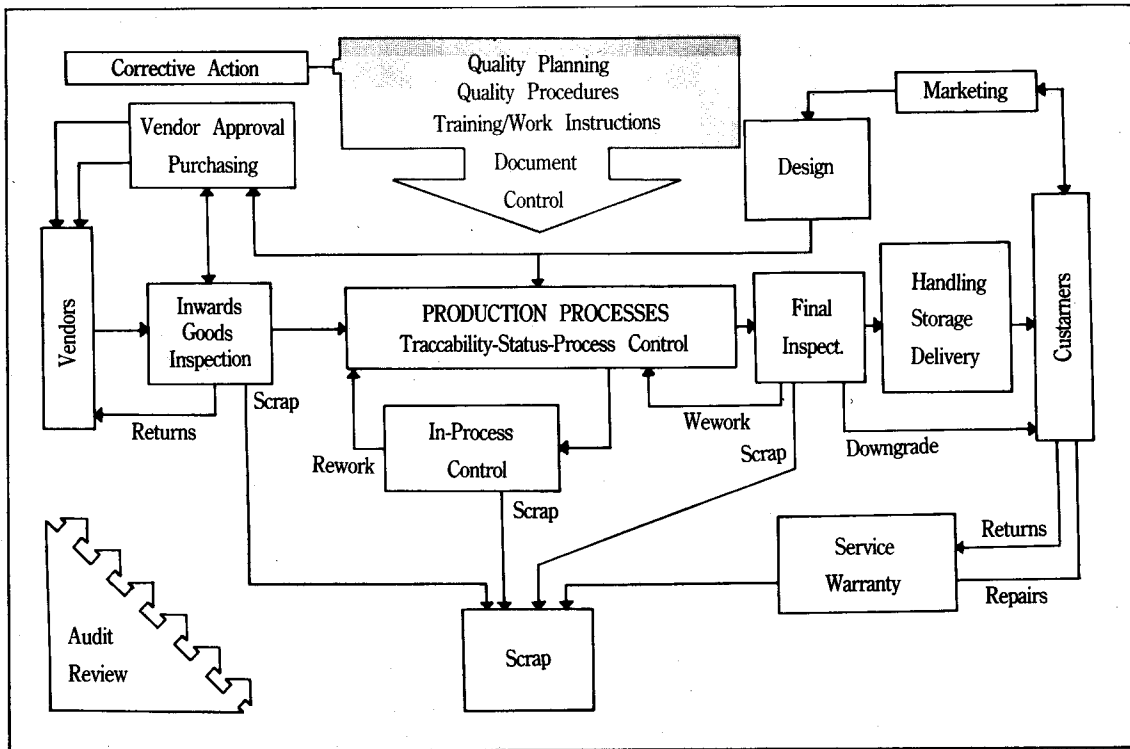 Corrective Action
Quality Planning
Quality Procedures
Training/Work Instructions
Document
Control
Marketing
Vendor Approval
Purchasing
Design
Vendors
Inwards
Goods
Inspection
PRODUCTION PROCESSES
Traccability-Status-Process Control
Final
Inspect.
Handling
Storage
Delivery
Custarners
Returns
Scrap
Rework
In-Process
Control
Wework
Scrap
Downgrade
Scrap
Service
Warranty
Returns
Repairs
Audit
Review
Scrap